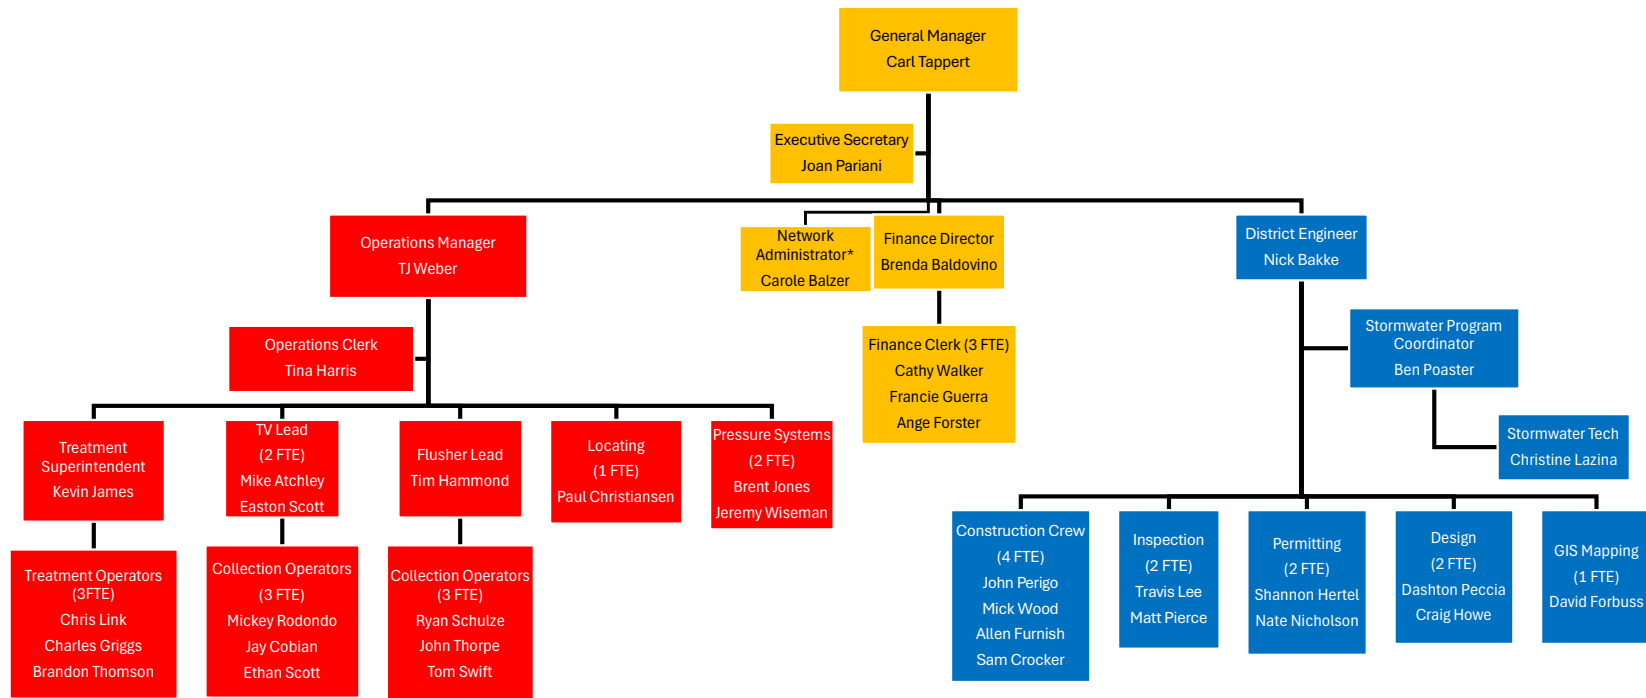 General Manager
Carl Tappert
Executive Secretary
Joan Pariani
Operations Manager
TJ Weber
Network
Administrator*
Carole Balzer
Finance Director
Brenda Baldovino
District Engineer
Nick Bakke
Operations Clerk
Tina Harris
Finance Clerk (3 FTE)
Cathy Walker
Francie Guerra
Ange Forster
Stormwater Program
Coordinator
Ben Poaster
Stormwater Tech
Christine Lazina
Treatment
Superintendent
Kevin James
TV Lead
(2 FTE)
Mike Atchley
Easton Scott
Flusher Lead
Tim Hammond
Locating
(1 FTE)
Paul Christiansen
Pressure Systems
(2 FTE)
Brent Jones
Jeremy Wiseman
Treatment Operators
(3FTE)
Chris Link
Charles Griggs
Brandon Thomson
Collection Operators
(3 FTE)
Mickey Rodondo
Jay Cobian
Ethan Scott
Collection Operators
(3 FTE)
Ryan Schulze
John Thorpe
Tom Swift
Construction Crew
(4 FTE)
John Perigo
Mick Wood
Allen Furnish
Sam Crocker
Inspection
(2 FTE)
Travis Lee
Matt Pierce
Permitting
(2 FTE)
Shannon Hertel
Nate Nicholson
Design
(2 FTE)
Dashton Peccia
Craig Howe
GIS Mapping
(1 FTE)
David Forbuss